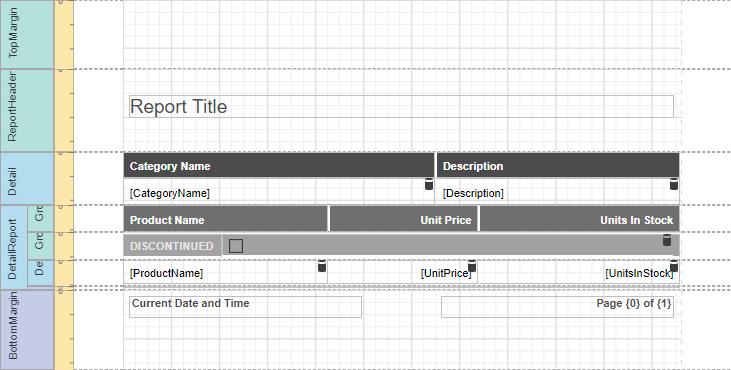 TopMargin
ReportHeader
Report Title
Detail
Category Name Description
[CategoryName] [Description]
DetailReport
Gro
Product Name Unit Price Units In Stock
Gro
DISCONTINUED
De
[ProductName] [UnitPrice] [UnitsInStock]
BottomMargin
Current Date and Time Page {0} of {1}